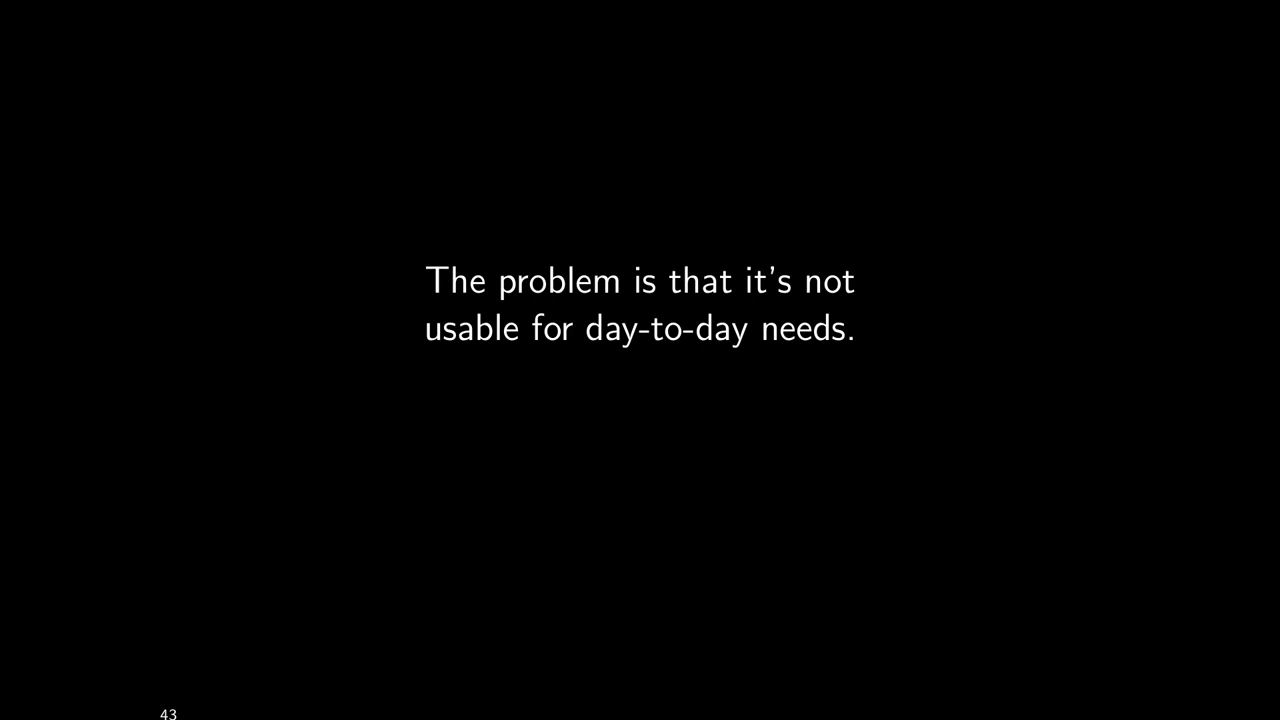 The problem is that it's not
usable for day-to-day needs.
43